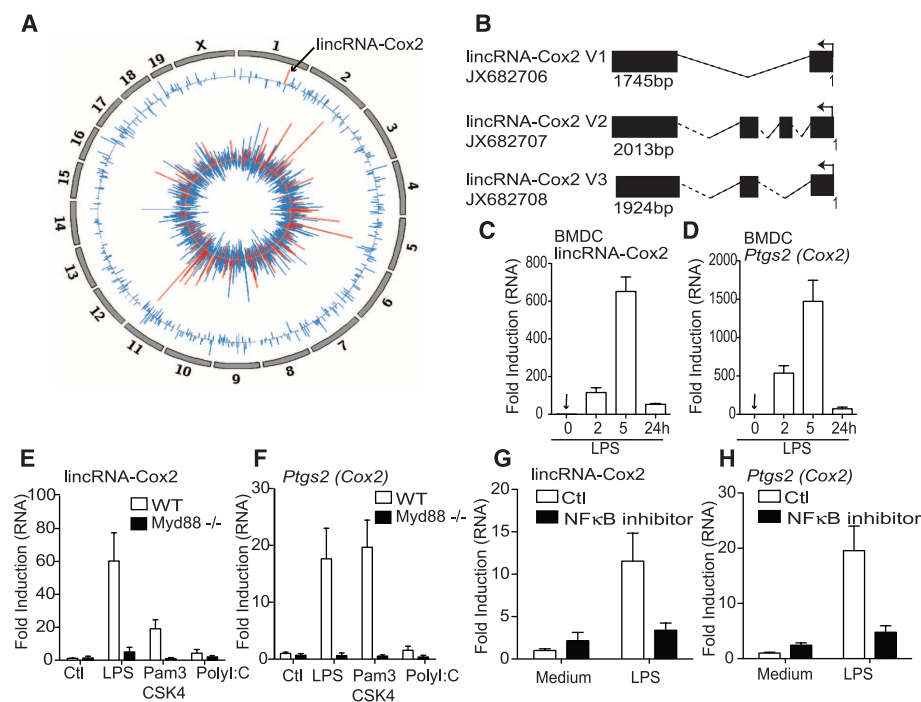 A
lincRNA-Cox2
X
1
2
3
4
5
6
7
8
9
10
11
12
13
14
15
16
17
18
19
B
lincRNA-Cox2 V1
JX682706
1745bp
1
lincRNA-Cox2 V2
JX682707
2013bp
1
lincRNA-Cox2 V3
JX682708
1924bp
1
C
BMDC
lincRNA-Cox2
Fold Induction (RNA)
800
600
400
200
0
0 2 5 24h
LPS
D
BMDC
Ptgs2 (Cox2)
Fold Induction (RNA)
2000
1500
1000
500
0
0 2 5 24h
LPS
E
lincRNA-Cox2
WT
Myd88 -/-
Fold Induction (RNA)
100
80
60
40
20
0
Ctl LPS Pam3 PolyI:C
CSK4
F
Ptgs2 (Cox2)
WT
Myd88 -/-
Fold Induction (RNA)
30
20
10
0
Ctl LPS Pam3 PolyI:C
CSK4
G
lincRNA-Cox2
Ctl
NFκB inhibitor
Fold Induction (RNA)
20
15
10
5
0
Medium LPS
H
Ptgs2 (Cox2)
Ctl
NFκB inhibitor
Fold Induction (RNA)
30
20
10
0
Medium LPS